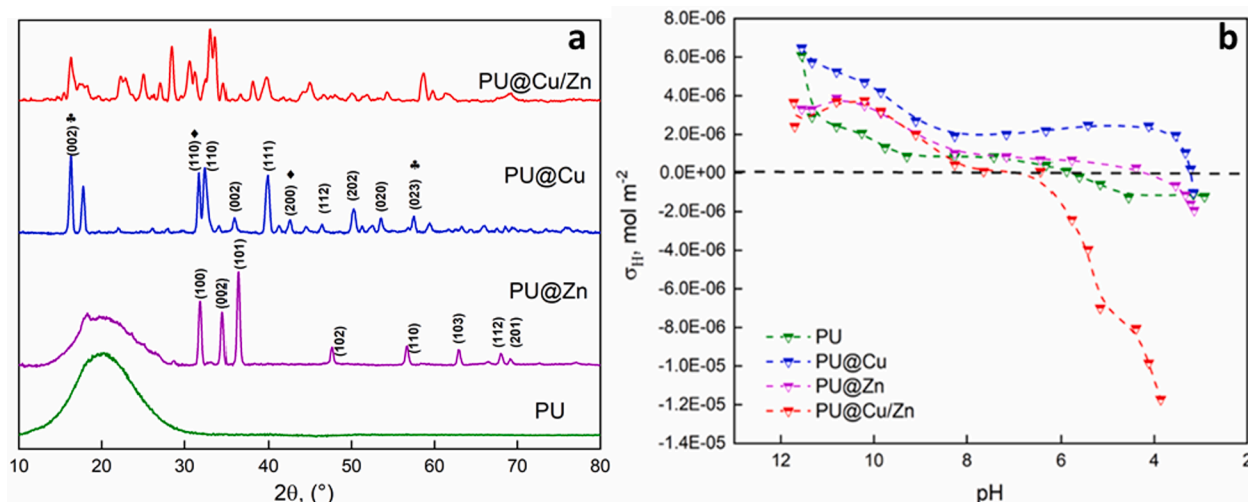 a
PU@Cu/Zn
(002) ♣
(110) ♦
(110)
(002)
(111)
(200) ♦
(112)
(202)
(020)
(023) ♣
PU@Cu
(100)
(002)
(101)
(102)
(110)
(103)
(112)
(201)
PU@Zn
PU
10 20 30 40 50 60 70 80
2θ, (°)
b
8.0E-06
6.0E-06
4.0E-06
2.0E-06
0.0E+00
-2.0E-06
-4.0E-06
-6.0E-06
-8.0E-06
-1.0E-05
-1.2E-05
-1.4E-05
σH, mol m-2
PU
PU@Cu
PU@Zn
PU@Cu/Zn
12 10 8 6 4 2
pH